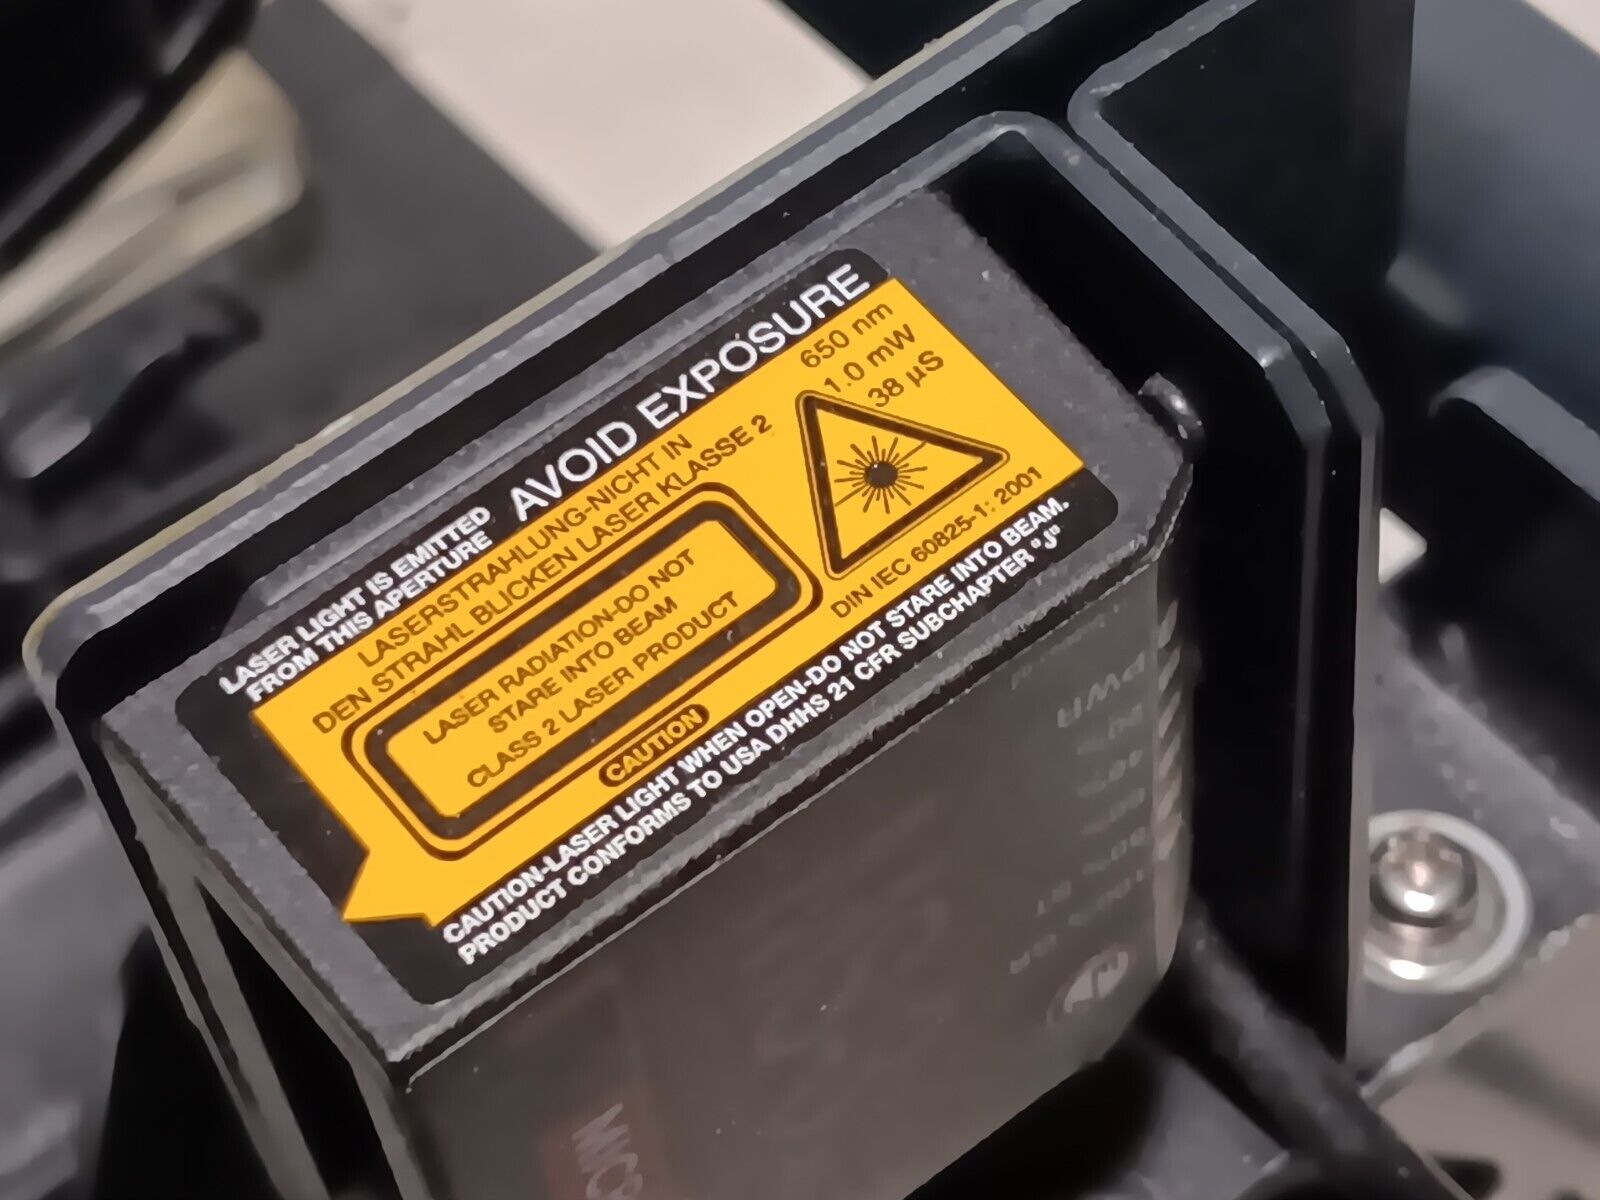 LASER LIGHT IS EMITTED
FROM THIS APERTURE
AVOID EXPOSURE
LASERSTRAHLUNG-NICHT IN
DEN STRAHL BLICKEN LASER KLASSE 2
650 nm
1.0 mW
38 µS
LASER RADIATION-DO NOT
STARE INTO BEAM
CLASS 2 LASER PRODUCT
CAUTION
DIN IEC 60825-1: 2001
CAUTION-LASER LIGHT WHEN OPEN-DO NOT STARE INTO BEAM.
PRODUCT CONFORMS TO USA DHHS 21 CFR SUBCHAPTER "J"